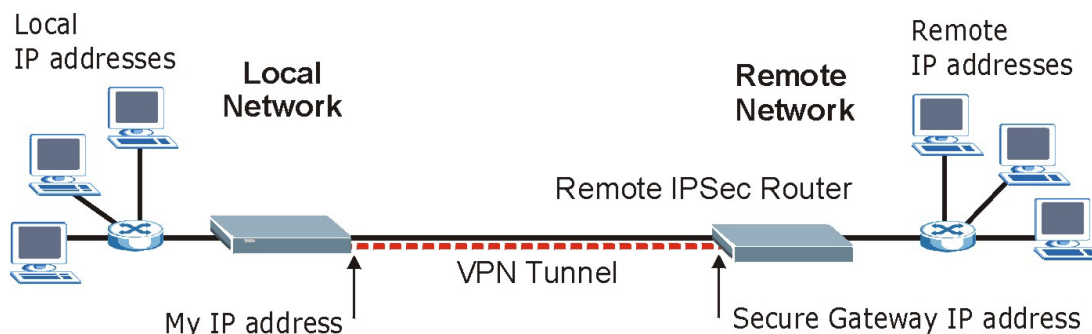 Local
IP addresses
Local
Network
Remote
Network
Remote
IP addresses
Remote IPSec Router
VPN Tunnel
My IP address
Secure Gateway IP address